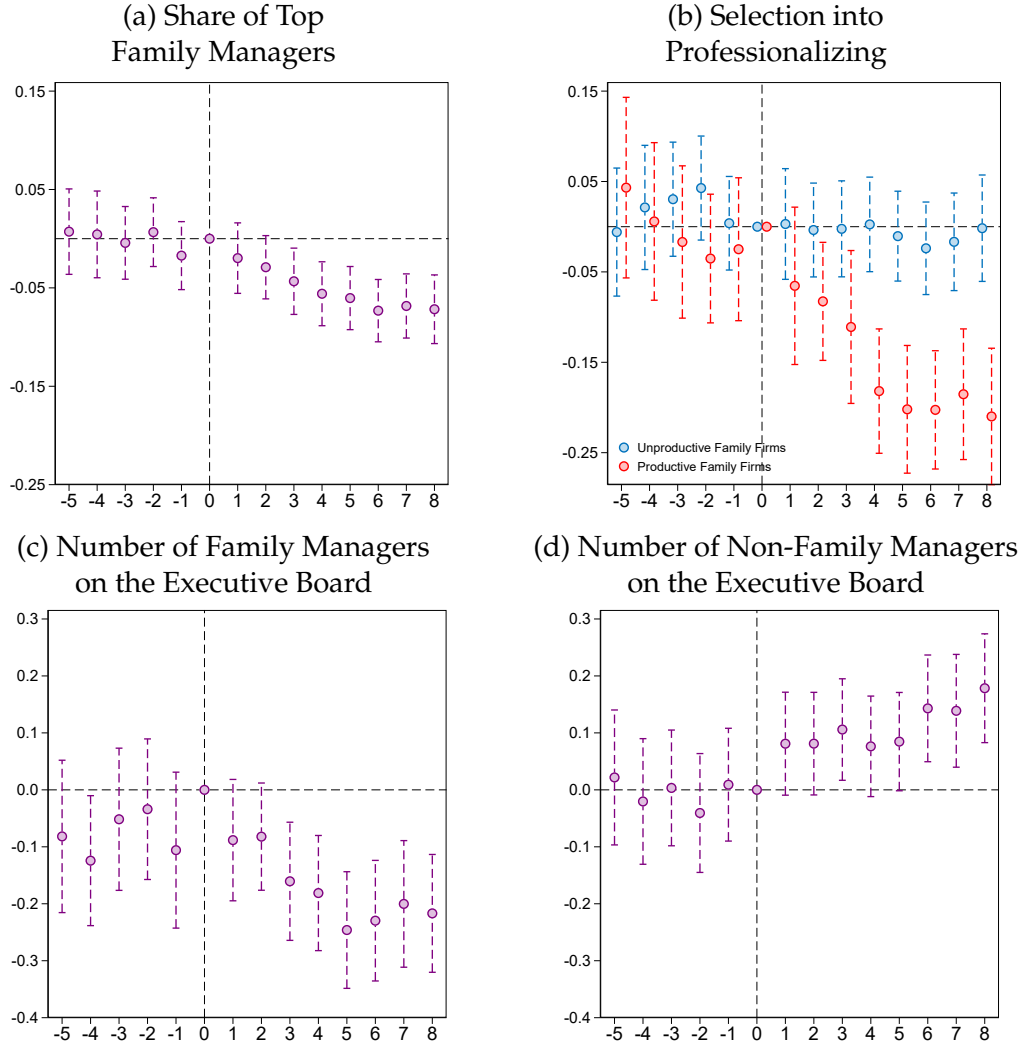 (a) Share of Top
Family Managers
0.15
0.05
-0.05
-0.15
-0.25
-5 -4 -3 -2 -1 0 1 2 3 4 5 6 7 8
(b) Selection into
Professionalizing
0.15
0.05
-0.05
-0.15
-0.25
Unproductive Family Firms
Productive Family Firms
-5 -4 -3 -2 -1 0 1 2 3 4 5 6 7 8
(c) Number of Family Managers
on the Executive Board
0.3
0.2
0.1
0.0
-0.1
-0.2
-0.3
-0.4
-5 -4 -3 -2 -1 0 1 2 3 4 5 6 7 8
(d) Number of Non-Family Managers
on the Executive Board
0.3
0.2
0.1
0.0
-0.1
-0.2
-0.3
-0.4
-5 -4 -3 -2 -1 0 1 2 3 4 5 6 7 8